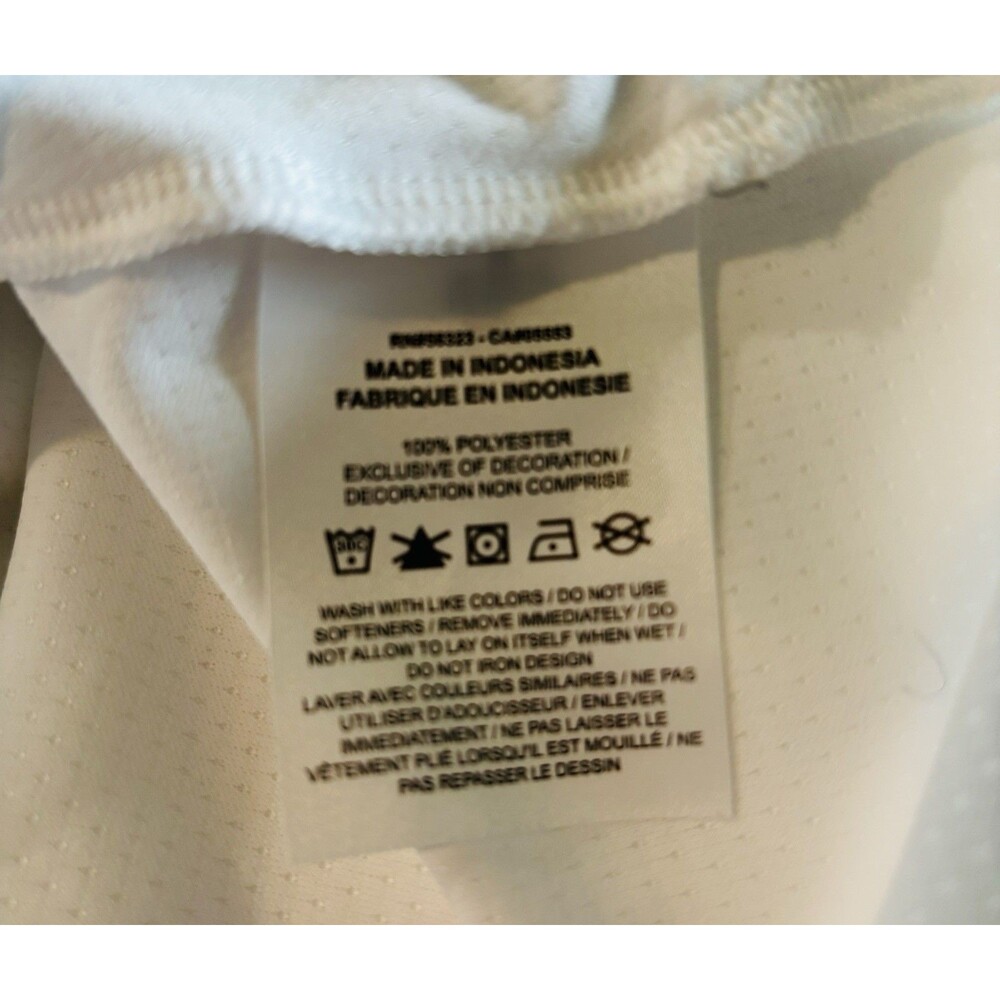 MADE IN INDONESIA
FABRIQUE EN INDONESIE
100% POLYESTER
EXCLUSIVE OF DECORATION /
DECORATION NON COMPRISE
abc
WASH WITH LIKE COLORS / DO NOT USE
SOFTENERS / REMOVE IMMEDIATELY / DO
NOT ALLOW TO LAY ON ITSELF WHEN WET /
DO NOT IRON DESIGN
LAVER AVEC COULEURS SIMILAIRES / NE PAS
UTILISER D'ADOUCISSEUR / ENLEVER
IMMEDIATEMENT / NE PAS LAISSER LE
VÊTEMENT PLIÉ LORSQU'IL EST MOUILLÉ / NE
PAS REPASSER LE DESSIN